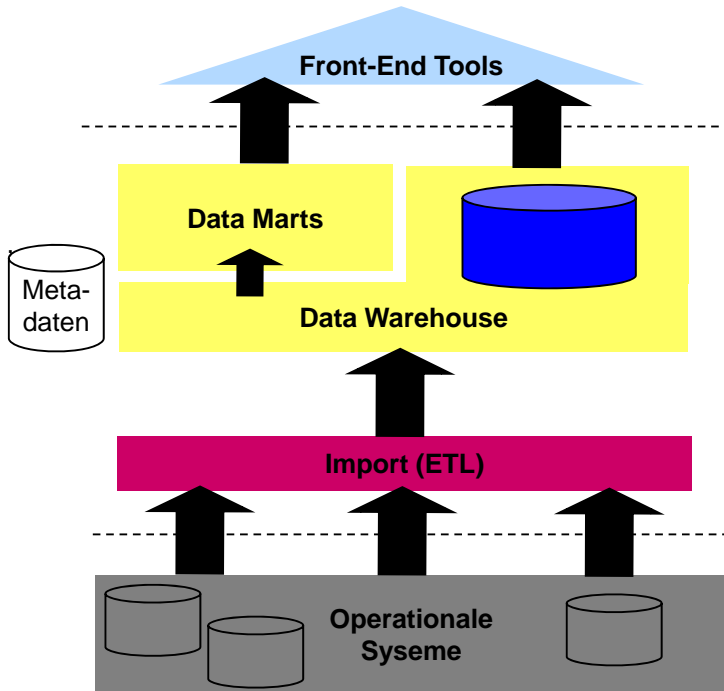 Front-End Tools
Data Marts
Meta-
daten
Data Warehouse
Import (ETL)
Operationale
Syseme